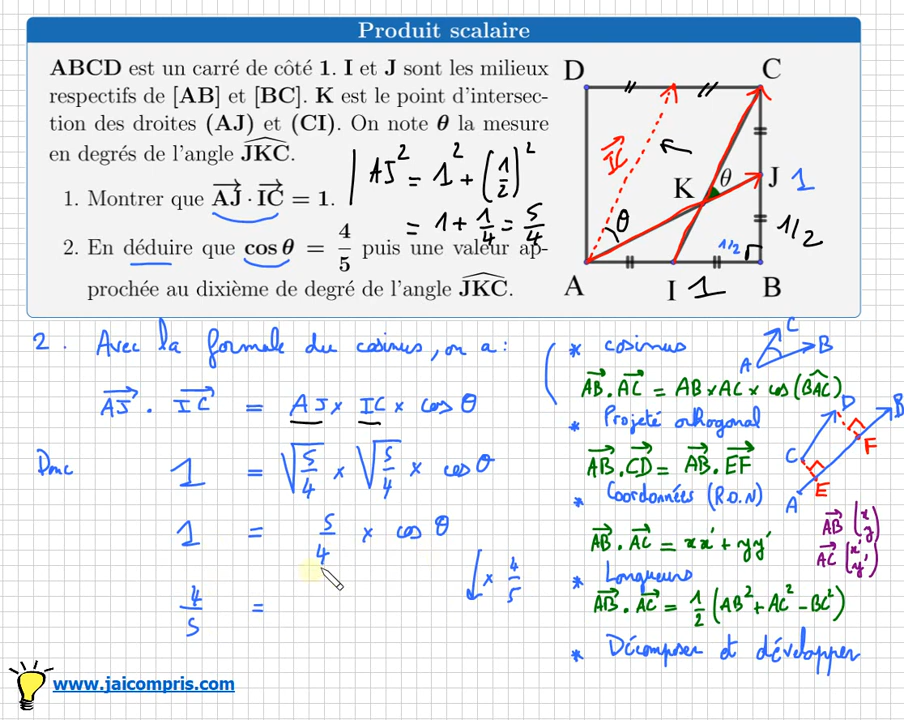 Produit scalaire
ABCD est un carré de côté 1. I et J sont les milieux
respectifs de [AB] et [BC]. K est le point d'intersec-
tion des droites (AJ) et (CI). On note θ la mesure
en degrés de l'angle JKC.
1. Montrer que AJ · IC = 1.
2. En déduire que cos θ = 4/5 puis une valeur ap-
prochée au dixième de degré de l'angle JKC.
AJ² = 1² + (1/2)²
= 1 + 1/4 = 5/4
D
C
IC
K
θ
J 1
θ
1/2
1/2
A
I
1
B
2. Avec la formule du cosinus, on a :
AJ . IC = AJ × IC × cos θ
Donc 1 = √5/4 × √5/4 × cos θ
1 = 5/4 × cos θ
× 4/5
4/5 =
* cosinus
A
C
B
AB . AC = AB × AC × cos (BAC)
* Projeté orthogonal
AB . CD = AB . EF
D
B
F
C
E
A
* Coordonnées (R.O.N)
AB (x y)
AC (x' y')
AB . AC = xx' + yy'
* Longueurs
AB . AC = 1/2 (AB² + AC² - BC²)
* Décomposer et développer
www.jaicompris.com